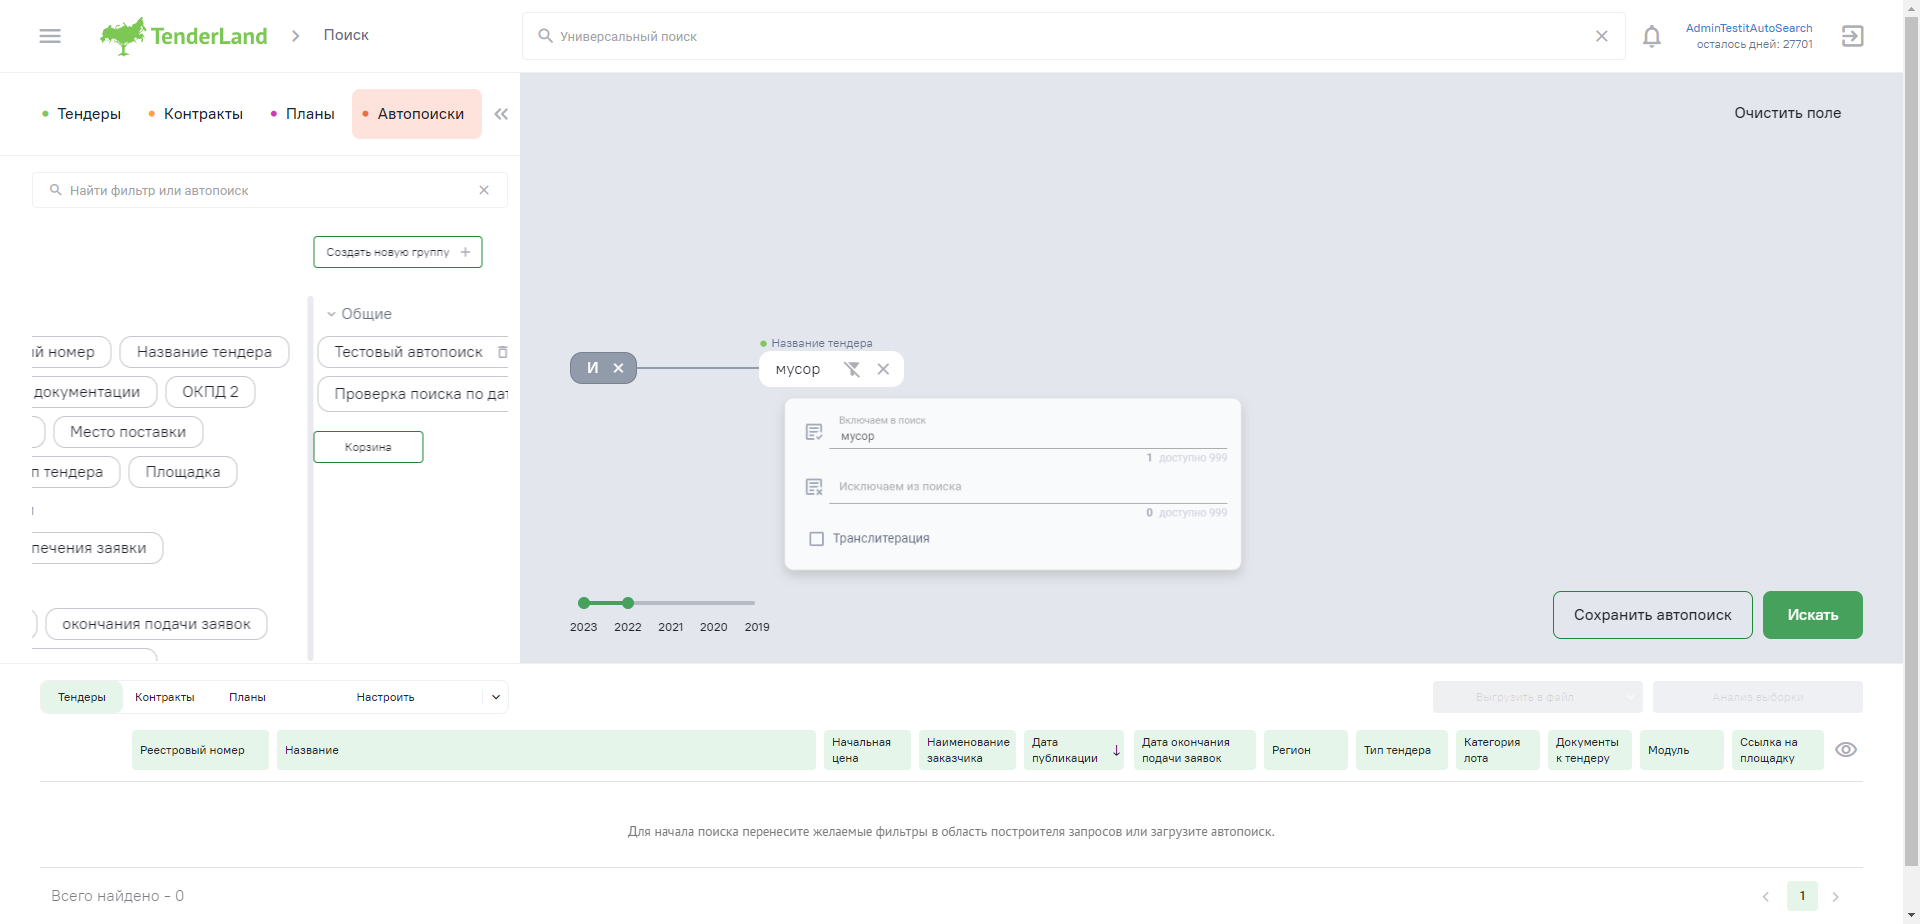 TenderLand
Поиск
Универсальный поиск
AdminTestitAutoSearch
осталось дней: 27701
Тендеры
Контракты
Планы
Автопоиски
Очистить поле
Найти фильтр или автопоиск
Создать новую группу
Общие
номер
Название тендера
Тестовый автопоиск
документации
ОКПД 2
Проверка поиска по
Место поставки
Корзина
тендера
Площадка
заявки
окончания подачи заявок
И
Название тендера
мусор
Включаем в поиск
мусор
1 доступно 999
Исключаем из поиска
0 доступно 999
Транслитерация
2023 2022 2021 2020 2019
Сохранить автопоиск
Искать
Тендеры
Контракты
Планы
Настроить
Выгрузить в файл
Анализ выборки
Реестровый номер
Название
Начальная
цена
Наименование
заказчика
Дата
публикации
Дата окончания
подачи заявок
Регион
Тип тендера
Категория
лота
Документы
к тендеру
Модуль
Ссылка на
площадку
Для начала поиска перенесите желаемые фильтры в область построителя запросов или загрузите автопоиск.
Всего найдено - 0
1